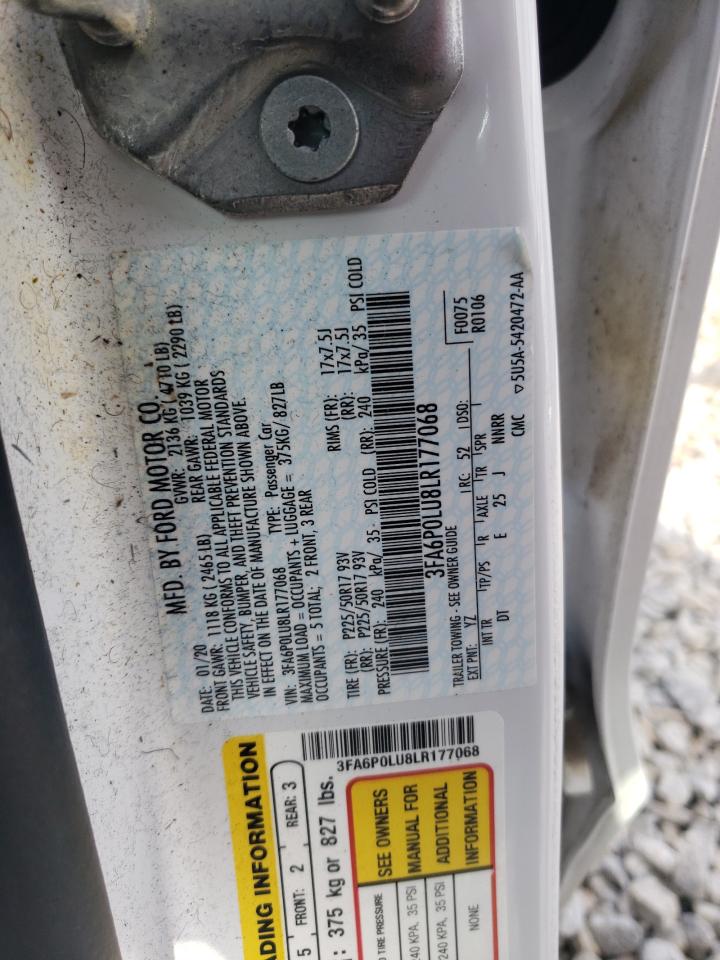 MFD. BY FORD MOTOR CO.
DATE: 01/20 GVWR: 2136 KG ( 4710 LB)
FRONT GAWR: 1118 KG (2465 LB) REAR GAWR: 1039 KG ( 2290 LB)
THIS VEHICLE CONFORMS TO ALL APPLICABLE FEDERAL MOTOR
VEHICLE SAFETY, BUMPER, AND THEFT PREVENTION STANDARDS
IN EFFECT ON THE DATE OF MANUFACTURE SHOWN ABOVE.
VIN: 3FA6P0LU8LR177068 TYPE: Passenger Car
MAXIMUM LOAD = OCCUPANTS + LUGGAGE = 375KG/ 827LB
OCCUPANTS = 5 TOTAL; 2 FRONT, 3 REAR
TIRE (FR): P225/50R17 93V RIMS (FR): 17x7.5J
(RR): P225/50R17 93V (RR): 17x7.5J
PRESSURE (FR): 240 kPa/ 35 PSI COLD (RR): 240 kPa/ 35 PSI COLD
3FA6P0LU8LR177068
F0075
R0106
TRAILER TOWING - SEE OWNER GUIDE
EXT PNT: YZ RC: 52 DSO:
INT TR TP/PS R AXLE TR SPR
DT E 25 J NNRR
CMC ▽5U5A-5420472-AA
3FA6P0LU8LR177068
ADING INFORMATION
5 FRONT: 2 REAR: 3
: 375 kg or 827 lbs.
D TIRE PRESSURE
240 KPA, 35 PSI
240 KPA, 35 PSI
NONE
SEE OWNERS
MANUAL FOR
ADDITIONAL
INFORMATION